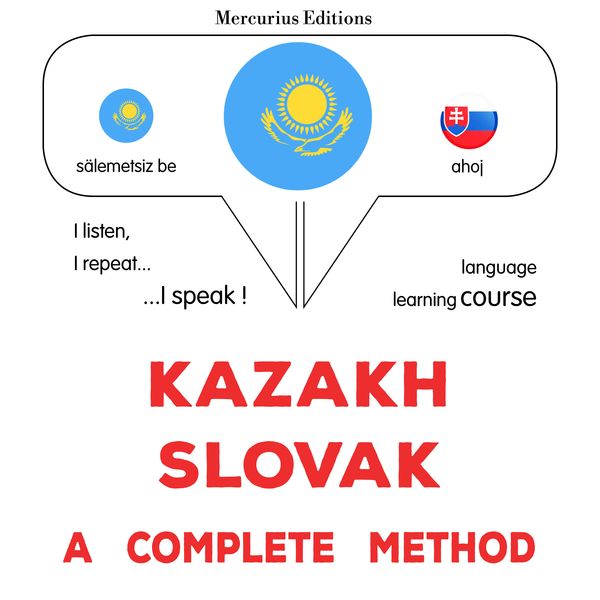 Mercurius Editions
sälemetsiz be
ahoj
I listen,
I repeat...
...I speak !
language
learning course
KAZAKH
SLOVAK
A COMPLETE METHOD